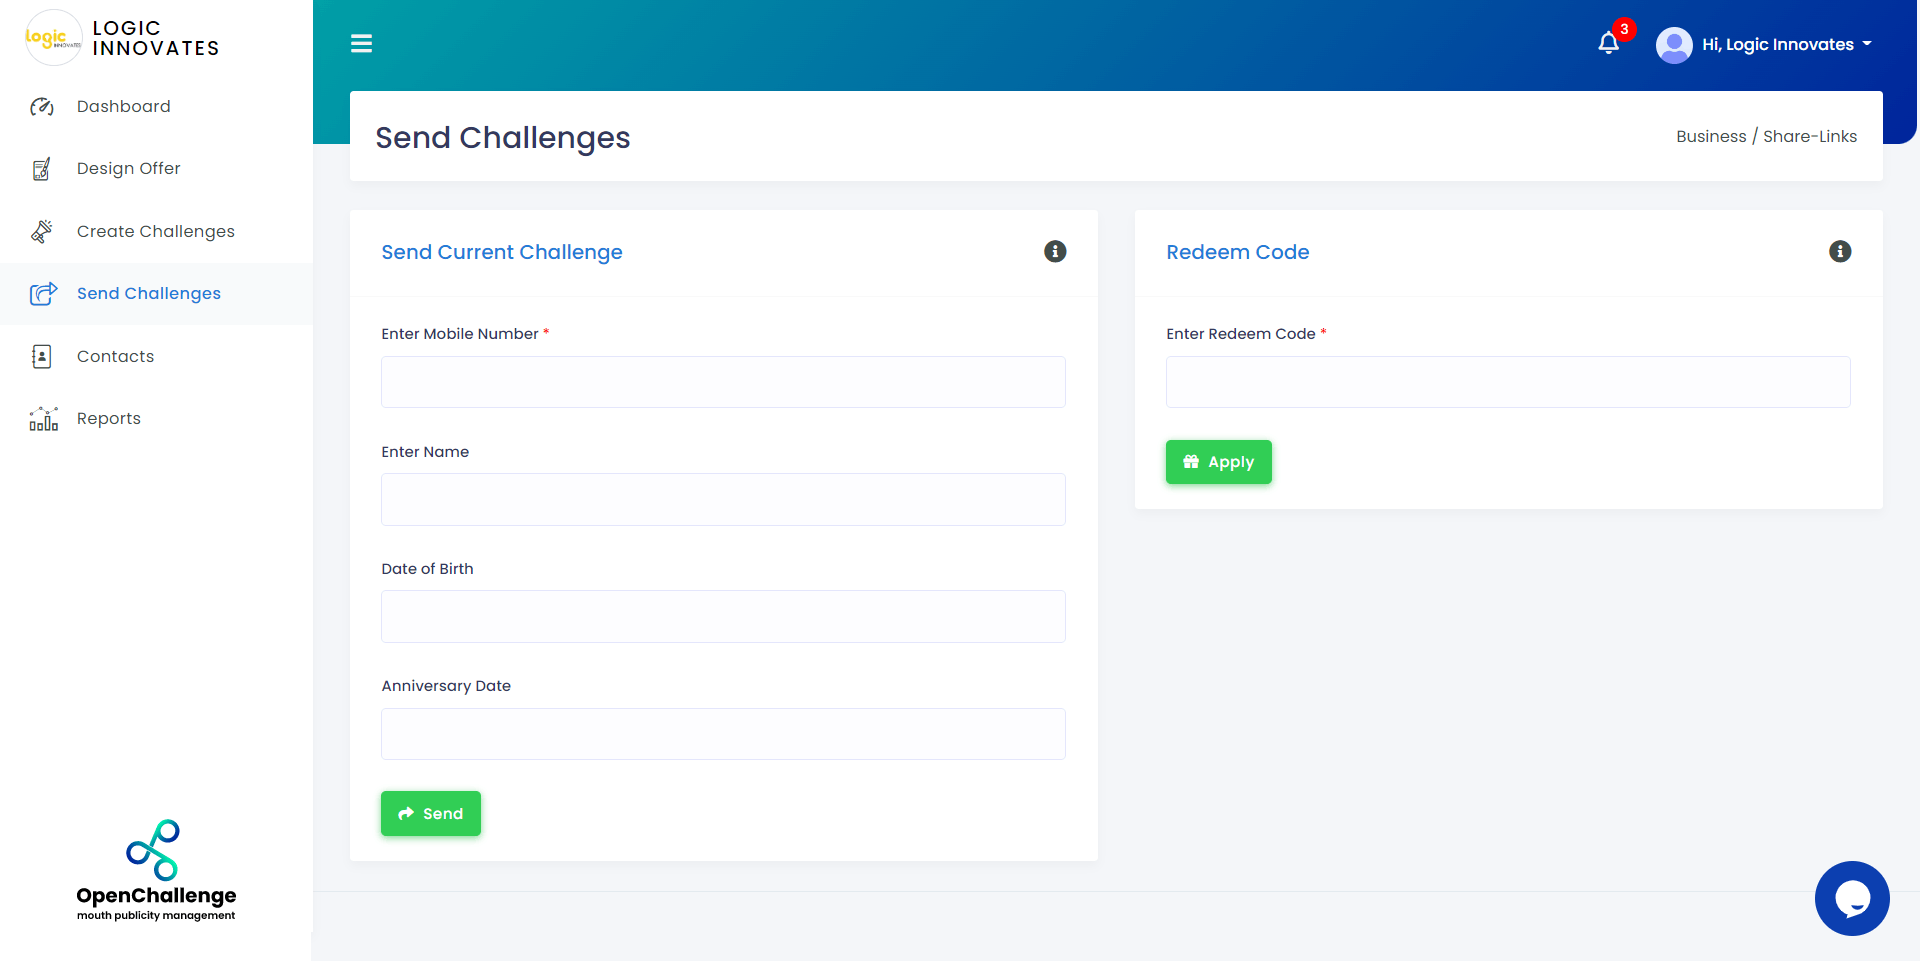 logic
INNOVATES
LOGIC
INNOVATES
Dashboard
Design Offer
Create Challenges
Send Challenges
Contacts
Reports
OpenChallenge
mouth publicity management
3
Hi, Logic Innovates
Send Challenges
Business / Share-Links
Send Current Challenge
Enter Mobile Number *
Enter Name
Date of Birth
Anniversary Date
Send
Redeem Code
Enter Redeem Code *
Apply